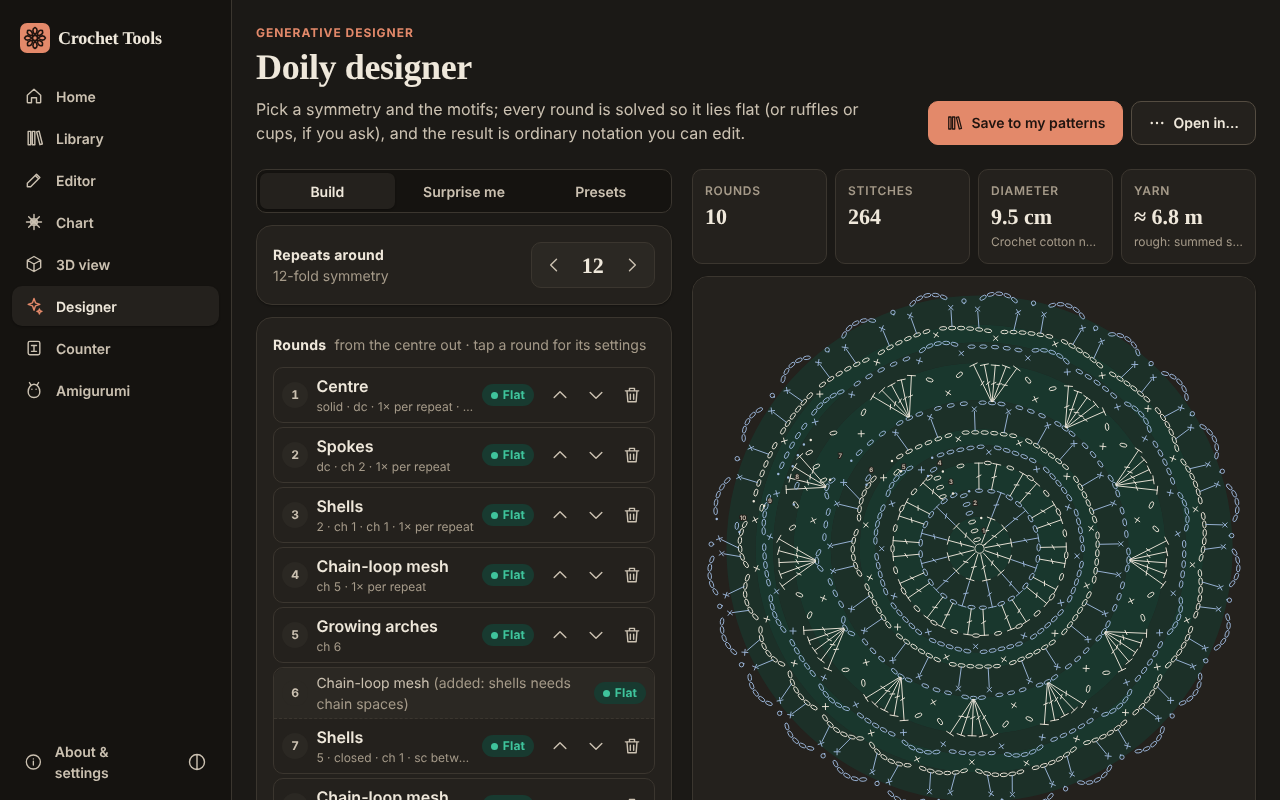 Crochet Tools
Home
Library
Editor
Chart
3D view
Designer
Counter
Amigurumi
About &
settings
GENERATIVE DESIGNER
Doily designer
Pick a symmetry and the motifs; every round is solved so it lies flat (or ruffles or
cups, if you ask), and the result is ordinary notation you can edit.
Save to my patterns
Open in...
Build
Surprise me
Presets
Repeats around
12-fold symmetry
12
Rounds from the centre out · tap a round for its settings
1
Centre
solid · dc · 1× per repeat · ...
Flat
2
Spokes
dc · ch 2 · 1× per repeat
Flat
3
Shells
2 · ch 1 · ch 1 · 1× per repeat
Flat
4
Chain-loop mesh
ch 5 · 1× per repeat
Flat
5
Growing arches
ch 6
Flat
6
Chain-loop mesh (added: shells needs
chain spaces)
Flat
7
Shells
5 · closed · ch 1 · sc betw...
Flat
Chain-loop mesh
ROUNDS
10
STITCHES
264
DIAMETER
9.5 cm
Crochet cotton n...
YARN
≈ 6.8 m
rough: summed s...